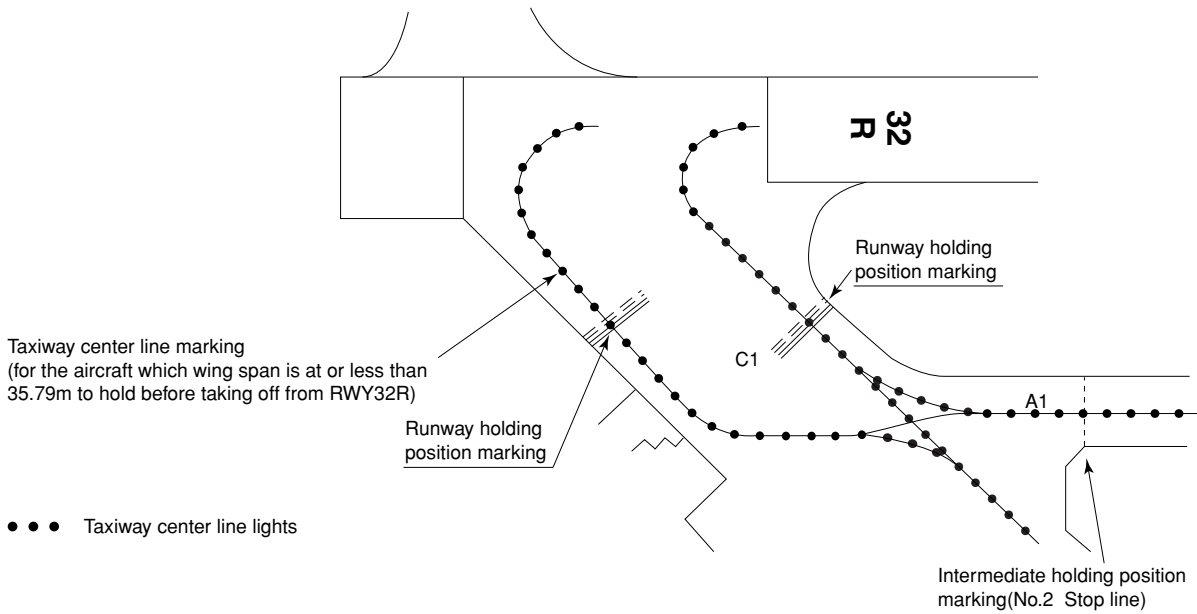 32
R
Runway holding
position marking
Taxiway center line marking
(for the aircraft which wing span is at or less than
35.79m to hold before taking off from RWY32R)
C1
A1
Runway holding
position marking
Taxiway center line lights
Intermediate holding position
marking(No.2 Stop line)